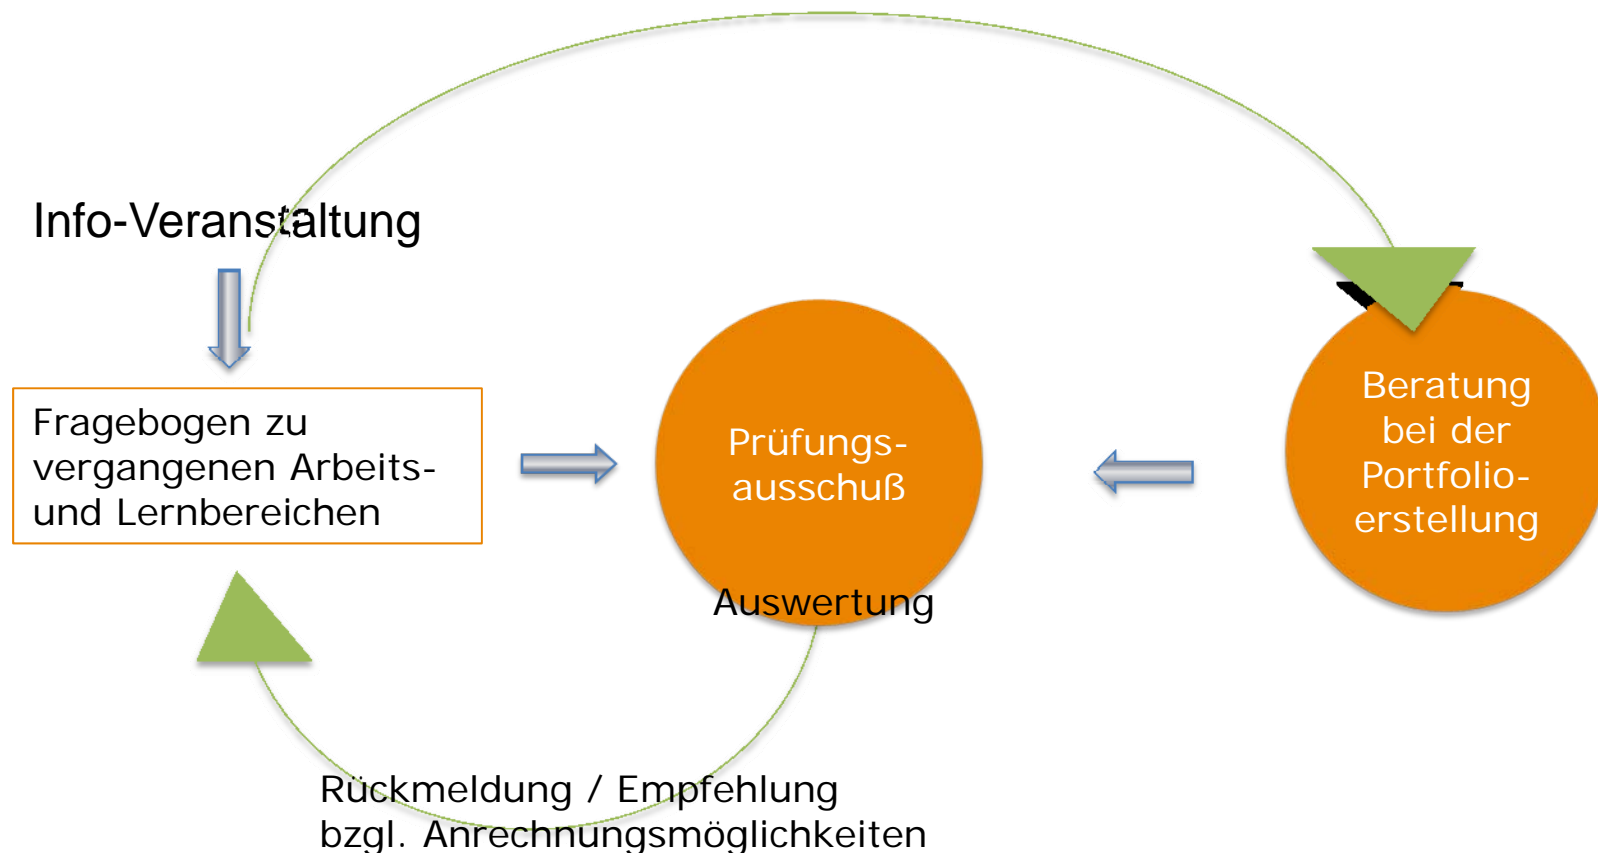 Info-Veranstaltung
Fragebogen zu
vergangenen Arbeits-
und Lernbereichen
Prüfungs-
ausschuß
Auswertung
Beratung
bei der
Portfolio-
erstellung
Rückmeldung / Empfehlung
bzgl. Anrechnungsmöglichkeiten